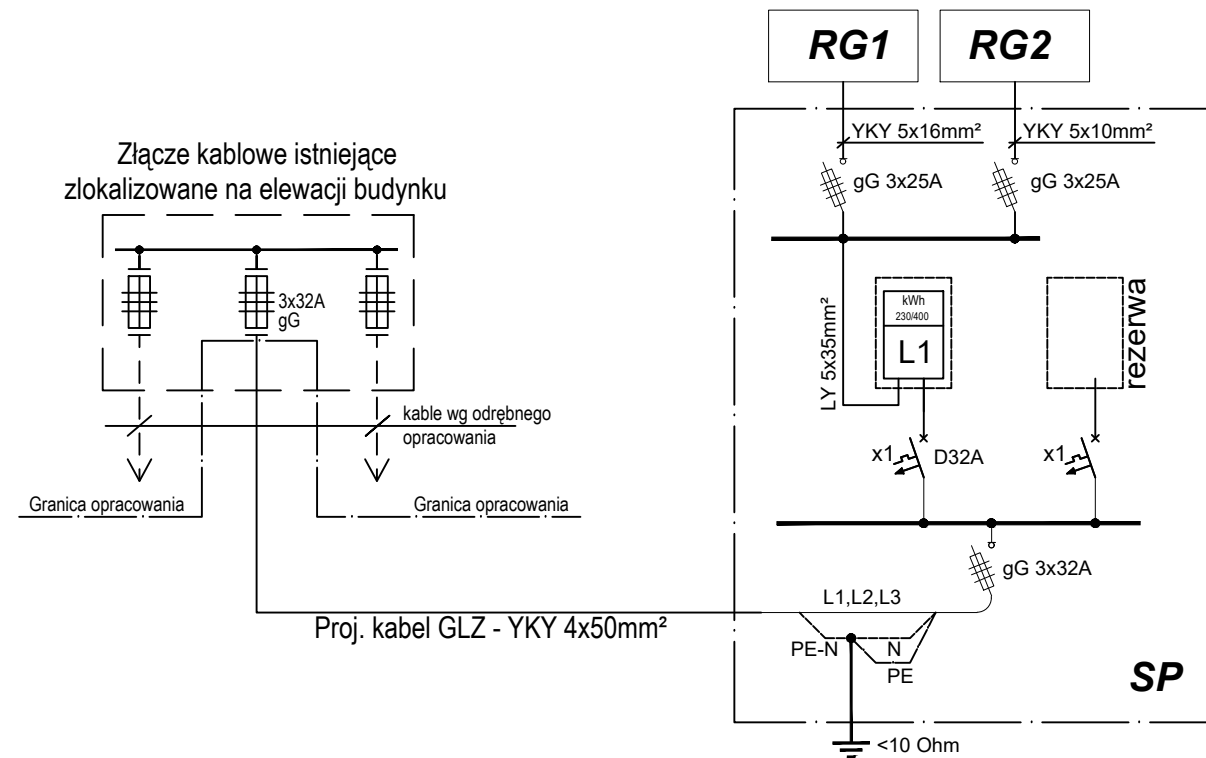 RG1
RG2
YKY 5x16mm²
YKY 5x10mm²
gG 3x25A
gG 3x25A
Złącze kablowe istniejące
zlokalizowane na elewacji budynku
3x32A
gG
kable wg odrębnego
opracowania
Granica opracowania
Granica opracowania
LY 5x35mm²
kWh
230/400
L1
rezerwa
x1
D32A
x1
gG 3x32A
L1,L2,L3
Proj. kabel GLZ - YKY 4x50mm²
PE-N
N
PE
SP
<10 Ohm